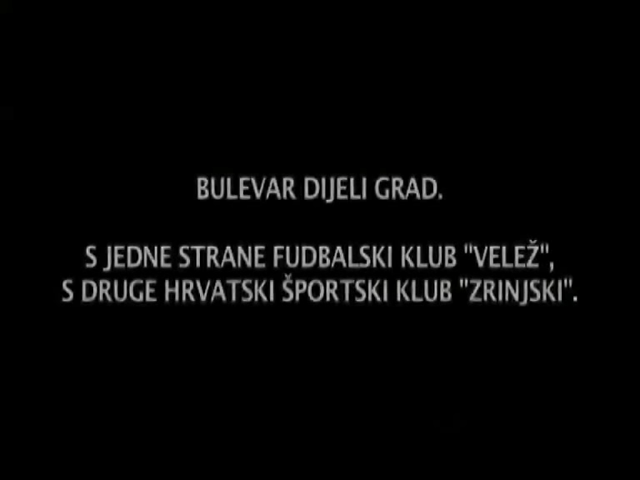 BULEVAR DIJELI GRAD.
S JEDNE STRANE FUDBALSKI KLUB "VELEŽ",
S DRUGE HRVATSKI ŠPORTSKI KLUB "ZRINJSKI".